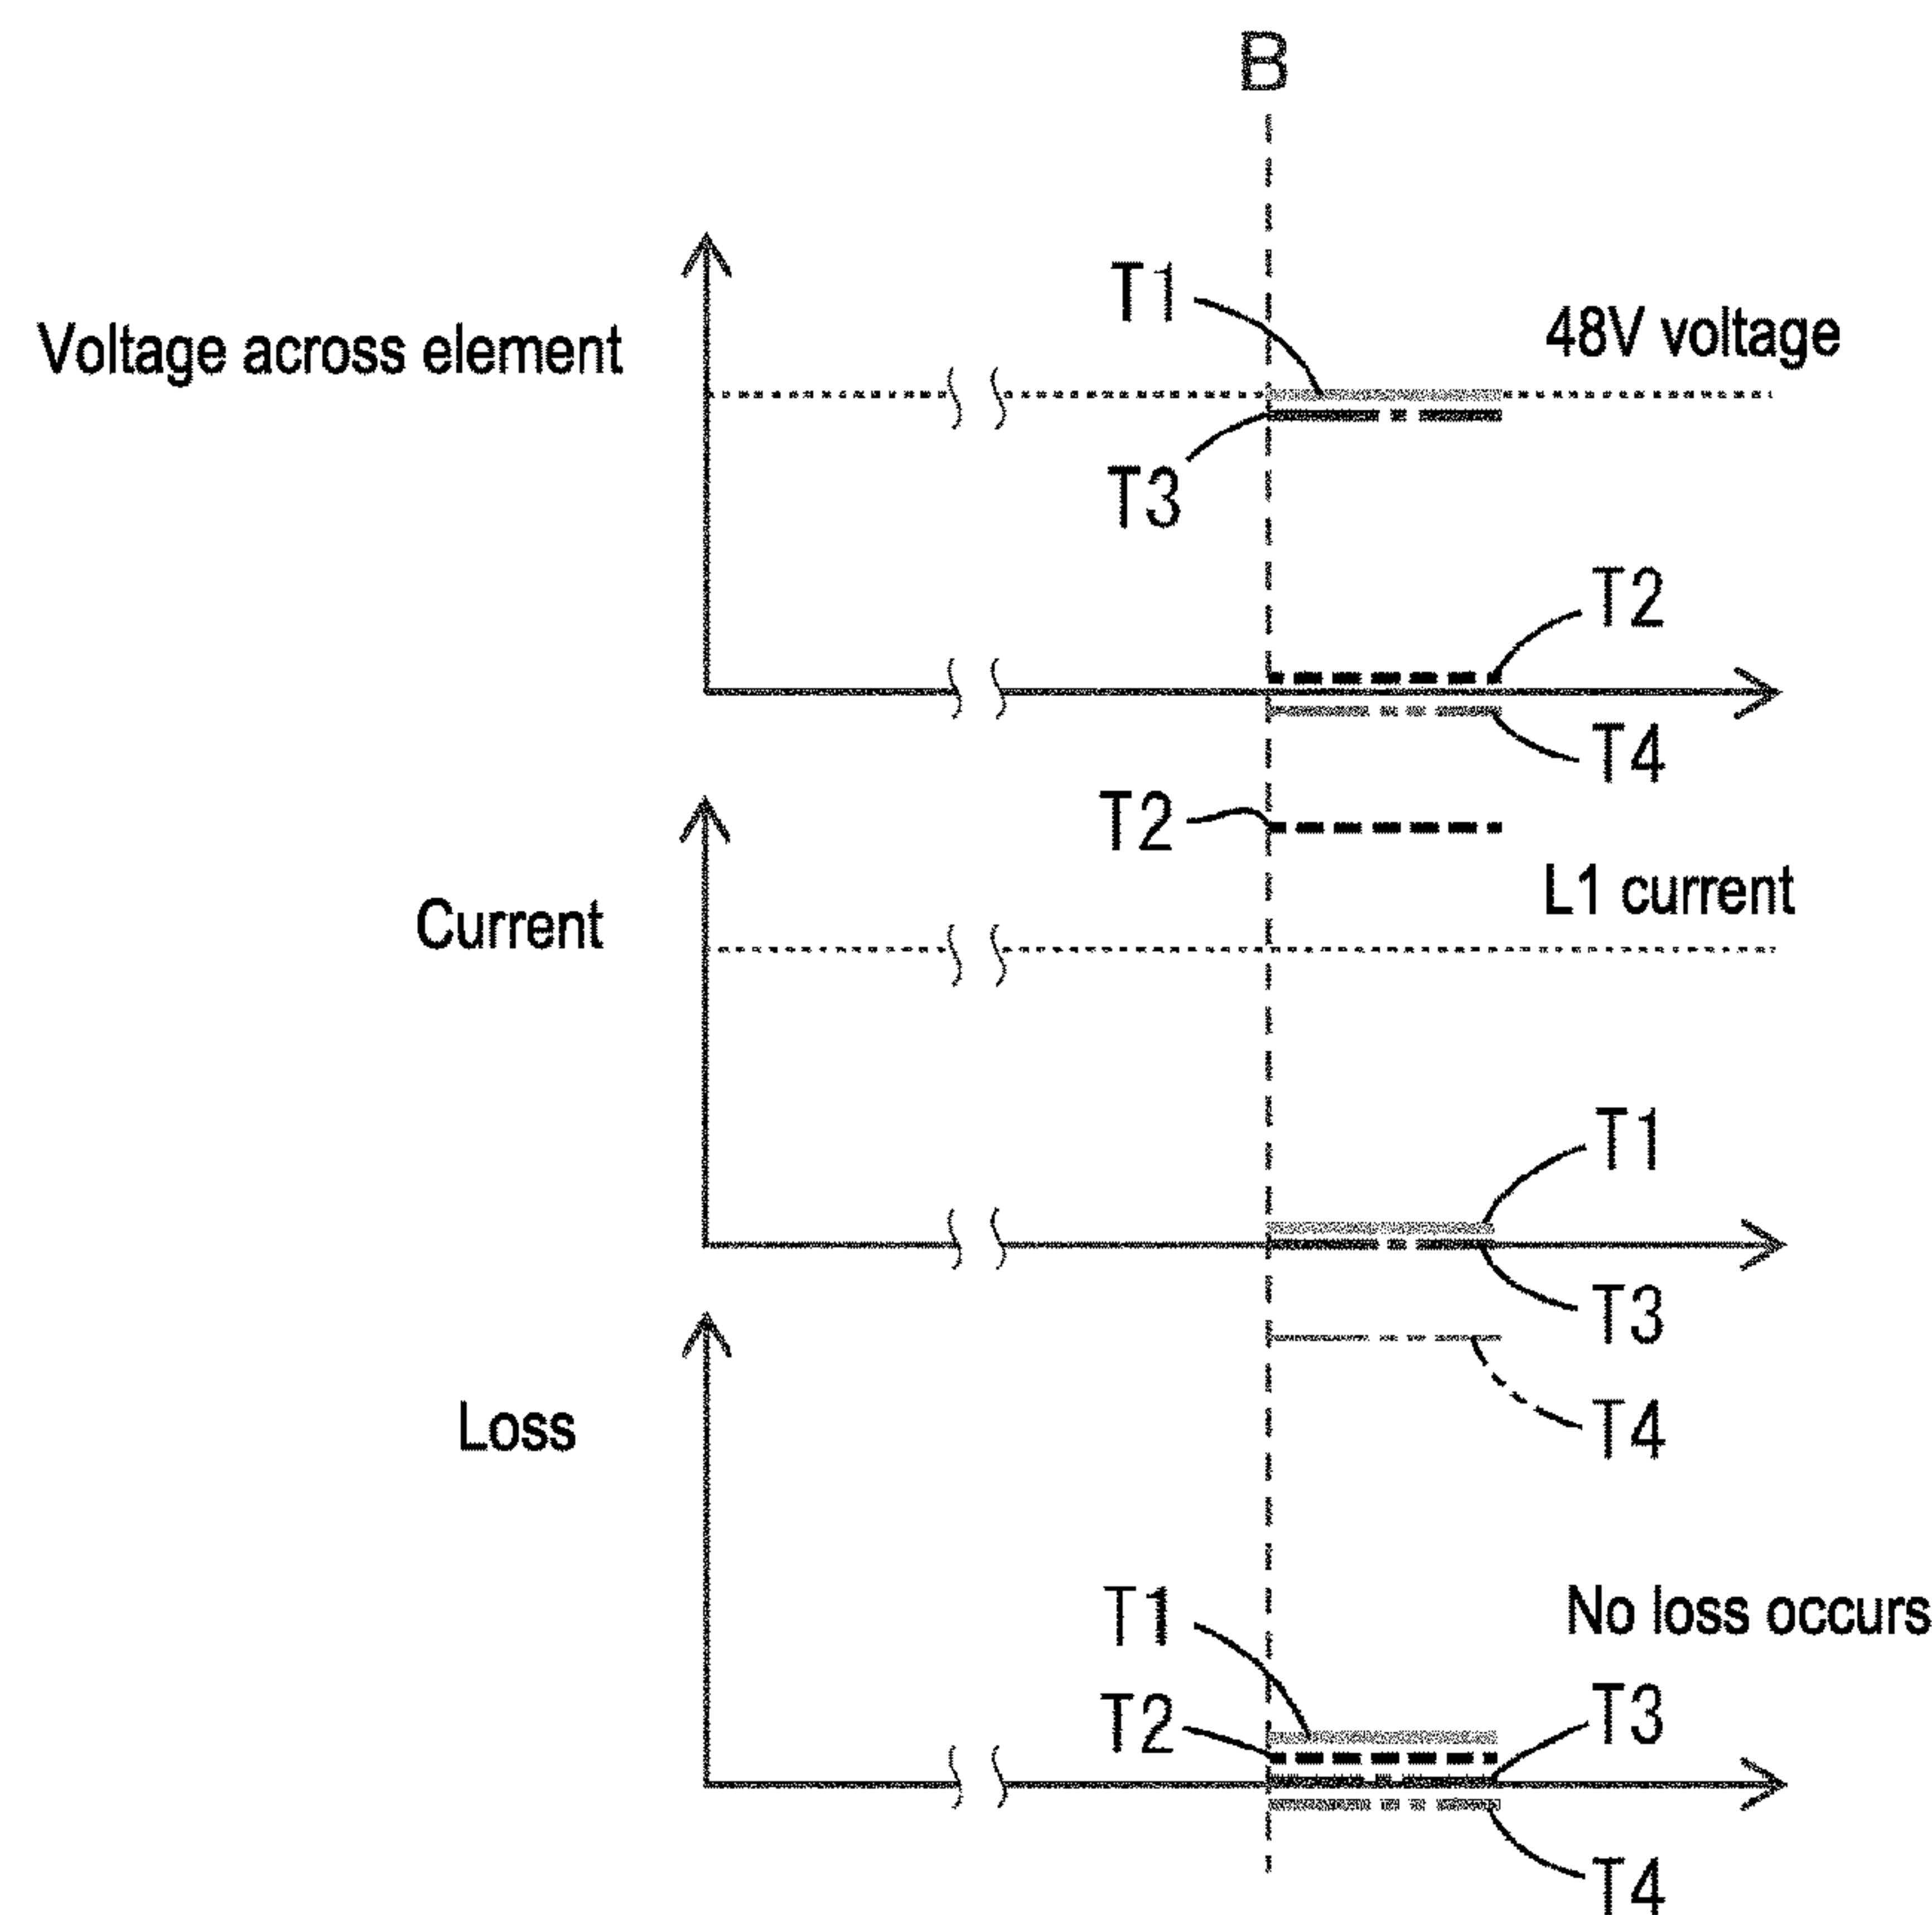 B
T1
48V voltage
Voltage across element
T3
T2
T4
T2
L1 current
Current
T1
T3
T4
Loss
T1
No loss occurs
T2
T3
T4